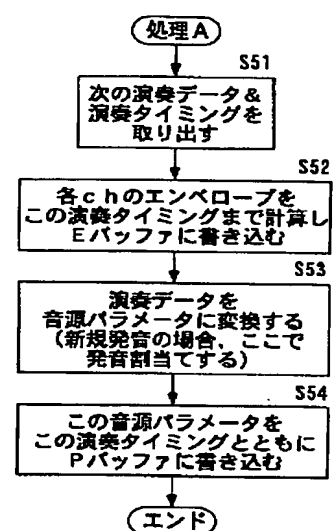 処理A
S51
次の演奏データ&
演奏タイミングを
取り出す
S52
各chのエンベロープを
この演奏タイミングまで計算し
Eバッファに書き込む
S53
演奏データを
音源パラメータに変換する
(新規発音の場合、ここで
発音割当てする)
S54
この音源パラメータを
この演奏タイミングとともに
Pバッファに書き込む
エンド